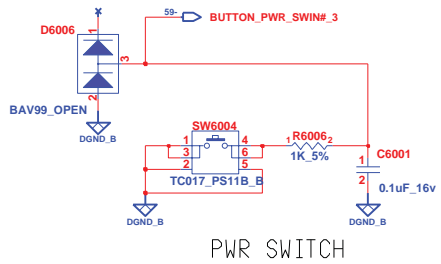 59-
BUTTON_PWR_SWIN#_3
D6006
1
3
2
BAV99_OPEN
DGND_B
SW6004
1
3
2
4
6
5
TC017_PS11B_B
R6006
1
2
1K_5%
C6001
1
2
0.1uF_16v
DGND_B
DGND_B
PWR SWITCH